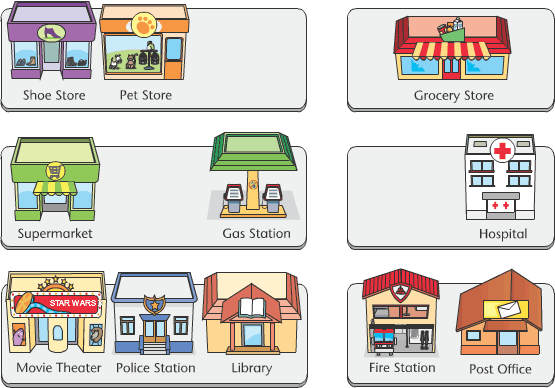 Shoe Store
Pet Store
Grocery Store
Supermarket
Gas Station
Hospital
STAR WARS
Movie Theater
Police Station
Library
Fire Station
Post Office